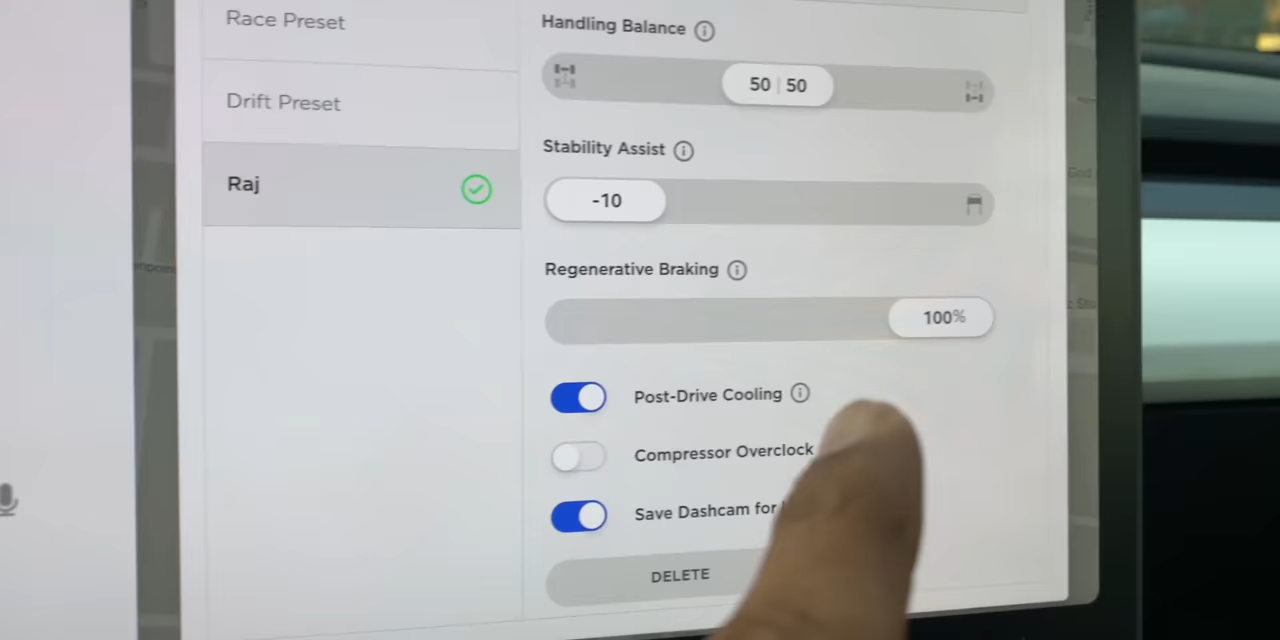 Race Preset
Drift Preset
Raj
Handling Balance
50 | 50
Stability Assist
-10
Regenerative Braking
100%
Post-Drive Cooling
Compressor Overclock
Save Dashcam for
DELETE
God